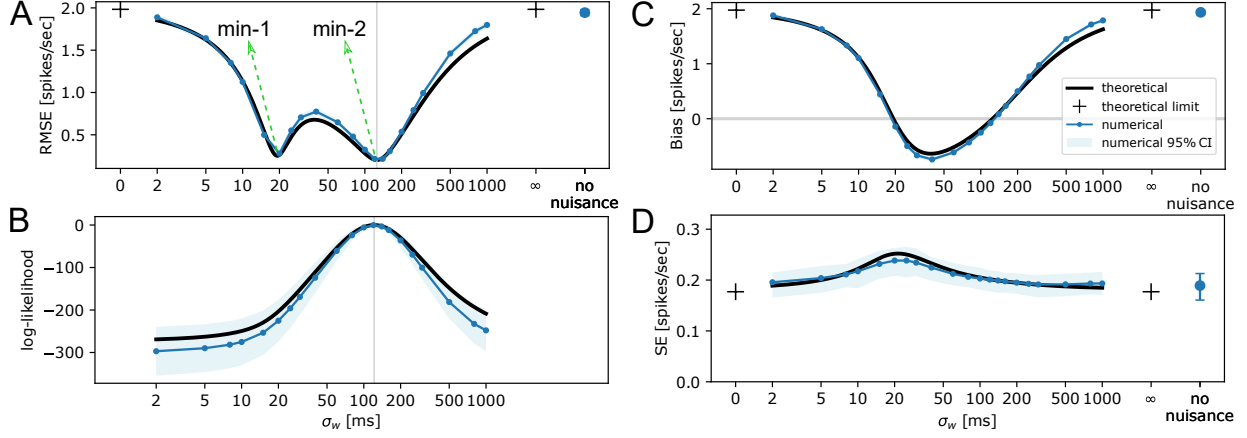 A
RMSE [spikes/sec]
2.0
1.5
1.0
0.5
min-1
min-2
0
2
5
10
20
50
100
200
500
1000
∞
no
nuisance
B
log-likelihood
0
−100
−200
−300
2
5
10
20
50
100
200
500
1000
σw [ms]
C
Bias [spikes/sec]
2
0
−2
theoretical
theoretical limit
numerical
numerical 95% CI
0
2
5
10
20
50
100
200
500
1000
∞
no
nuisance
D
SE [spikes/sec]
0.3
0.2
0.1
0.0
0
2
5
10
20
50
100
200
500
1000
∞
no
nuisance
σw [ms]